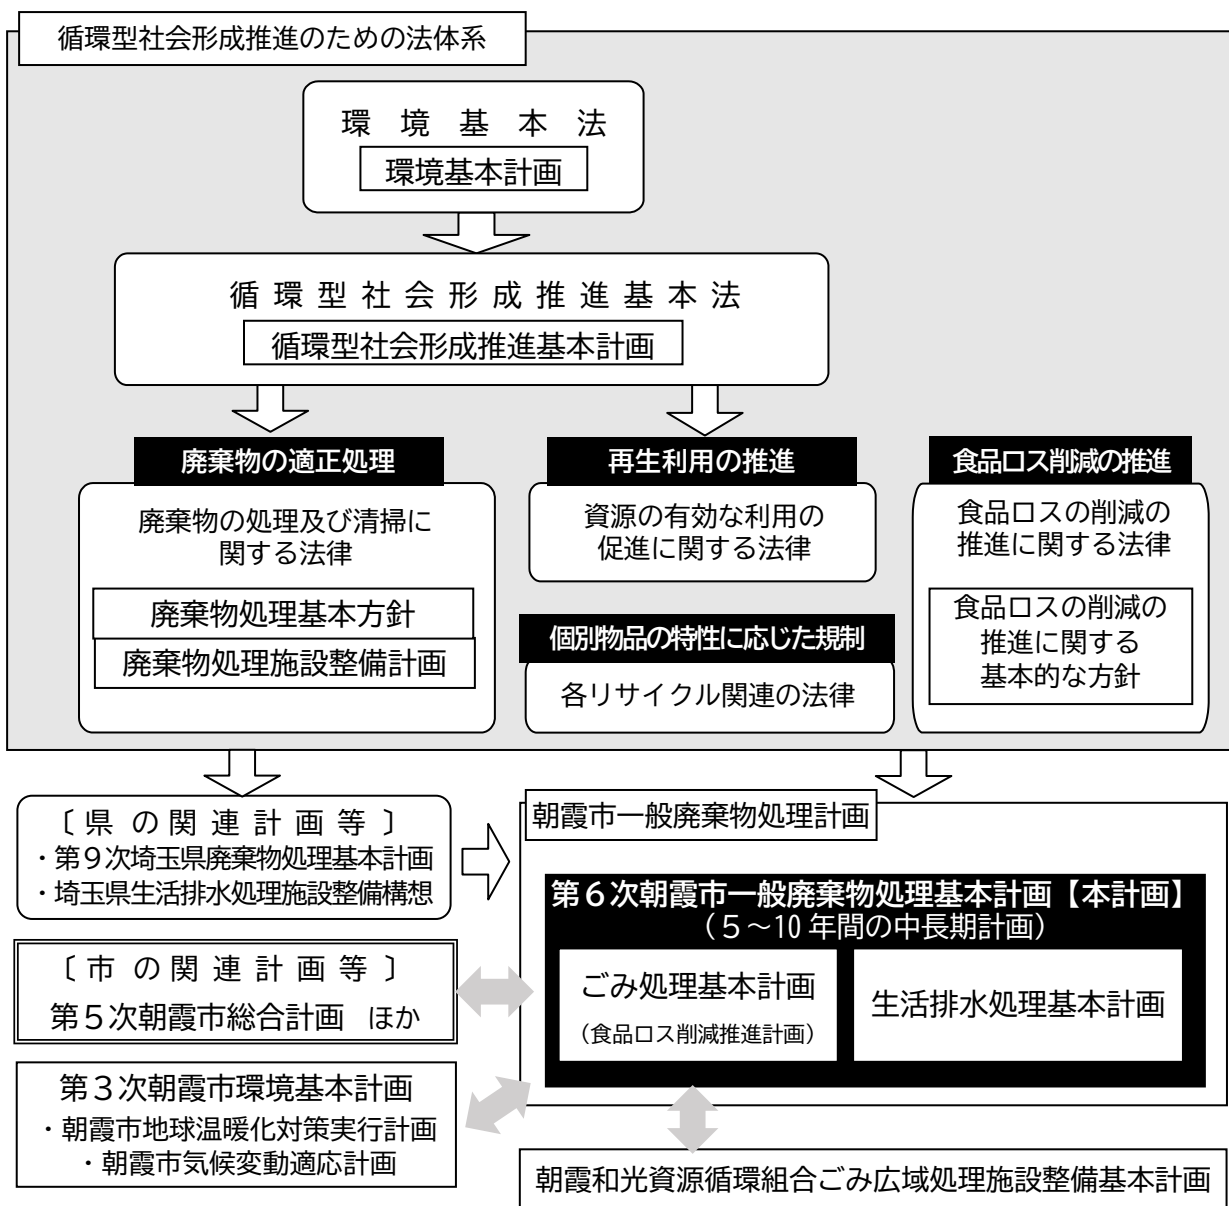 循環型社会形成推進のための法体系
環境基本法
環境基本計画
循環型社会形成推進基本法
循環型社会形成推進基本計画
廃棄物の適正処理
廃棄物の処理及び清掃に
関する法律
廃棄物処理基本方針
廃棄物処理施設整備計画
再生利用の推進
資源の有効な利用の
促進に関する法律
個別物品の特性に応じた規制
各リサイクル関連の法律
食品ロス削減の推進
食品ロスの削減の
推進に関する法律
食品ロスの削減の
推進に関する
基本的な方針
〔県の関連計画等〕
・第９次埼玉県廃棄物処理基本計画
・埼玉県生活排水処理施設整備構想
〔市の関連計画等〕
第５次朝霞市総合計画 ほか
第３次朝霞市環境基本計画
・朝霞市地球温暖化対策実行計画
・朝霞市気候変動適応計画
朝霞市一般廃棄物処理計画
第６次朝霞市一般廃棄物処理基本計画【本計画】
（５～10年間の中長期計画）
ごみ処理基本計画
（食品ロス削減推進計画）
生活排水処理基本計画
朝霞和光資源循環組合ごみ広域処理施設整備基本計画